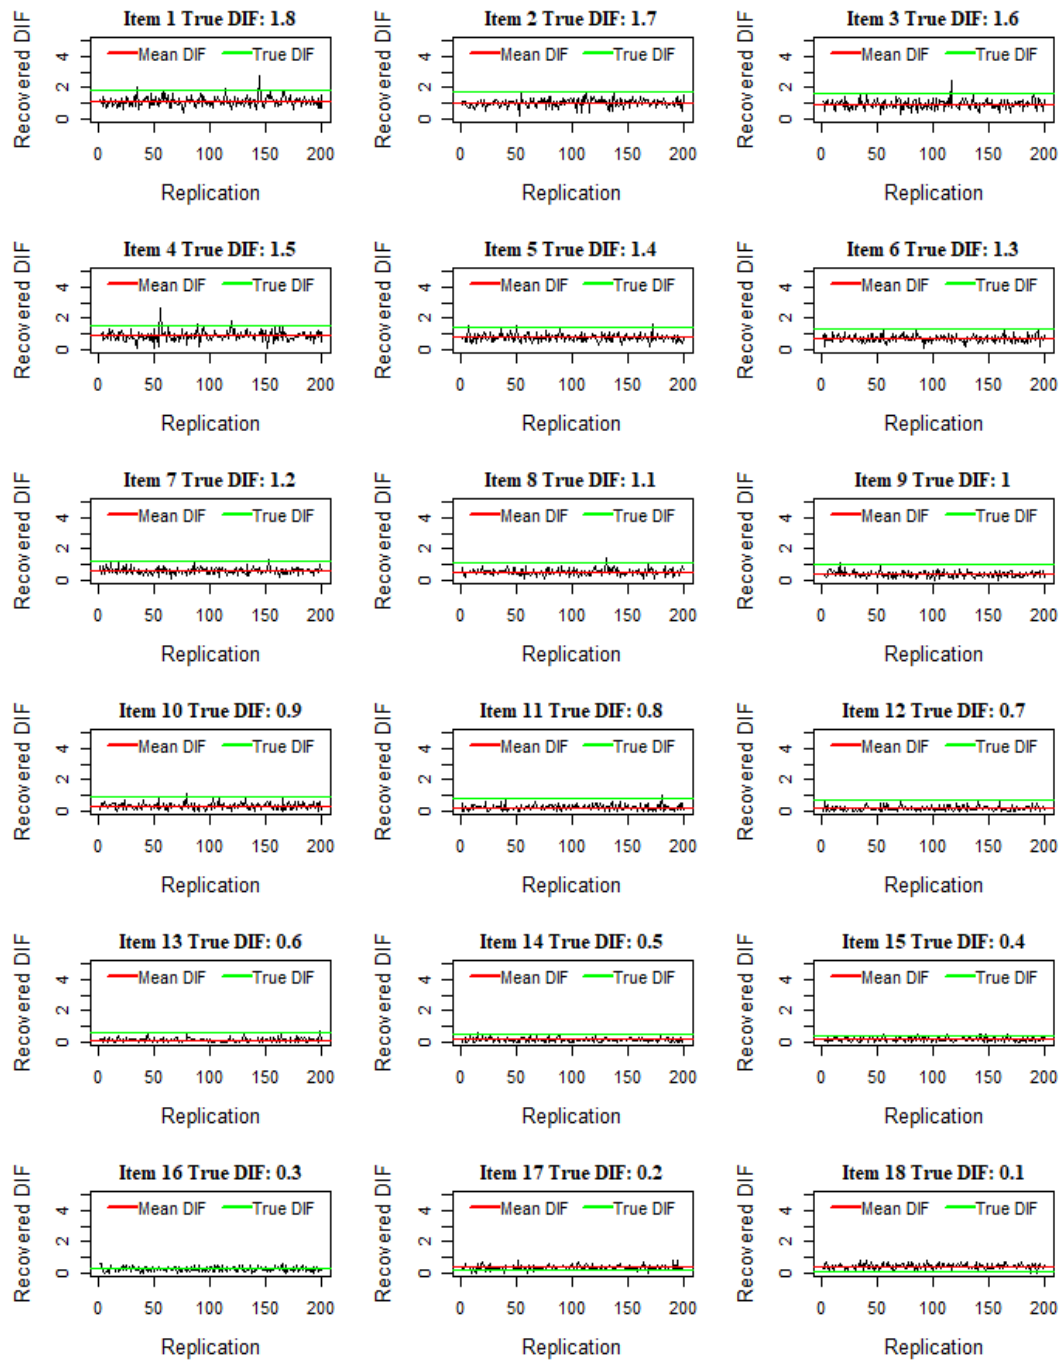 Item 1 True DIF: 1.8
Recovered DIF
Mean DIF True DIF
4
2
0
0 50 100 150 200
Replication
Item 2 True DIF: 1.7
Recovered DIF
Mean DIF True DIF
4
2
0
0 50 100 150 200
Replication
Item 3 True DIF: 1.6
Recovered DIF
Mean DIF True DIF
4
2
0
0 50 100 150 200
Replication
Item 4 True DIF: 1.5
Recovered DIF
Mean DIF True DIF
4
2
0
0 50 100 150 200
Replication
Item 5 True DIF: 1.4
Recovered DIF
Mean DIF True DIF
4
2
0
0 50 100 150 200
Replication
Item 6 True DIF: 1.3
Recovered DIF
Mean DIF True DIF
4
2
0
0 50 100 150 200
Replication
Item 7 True DIF: 1.2
Recovered DIF
Mean DIF True DIF
4
2
0
0 50 100 150 200
Replication
Item 8 True DIF: 1.1
Recovered DIF
Mean DIF True DIF
4
2
0
0 50 100 150 200
Replication
Item 9 True DIF: 1
Recovered DIF
Mean DIF True DIF
4
2
0
0 50 100 150 200
Replication
Item 10 True DIF: 0.9
Recovered DIF
Mean DIF True DIF
4
2
0
0 50 100 150 200
Replication
Item 11 True DIF: 0.8
Recovered DIF
Mean DIF True DIF
4
2
0
0 50 100 150 200
Replication
Item 12 True DIF: 0.7
Recovered DIF
Mean DIF True DIF
4
2
0
0 50 100 150 200
Replication
Item 13 True DIF: 0.6
Recovered DIF
Mean DIF True DIF
4
2
0
0 50 100 150 200
Replication
Item 14 True DIF: 0.5
Recovered DIF
Mean DIF True DIF
4
2
0
0 50 100 150 200
Replication
Item 15 True DIF: 0.4
Recovered DIF
Mean DIF True DIF
4
2
0
0 50 100 150 200
Replication
Item 16 True DIF: 0.3
Recovered DIF
Mean DIF True DIF
4
2
0
0 50 100 150 200
Replication
Item 17 True DIF: 0.2
Recovered DIF
Mean DIF True DIF
4
2
0
0 50 100 150 200
Replication
Item 18 True DIF: 0.1
Recovered DIF
Mean DIF True DIF
4
2
0
0 50 100 150 200
Replication